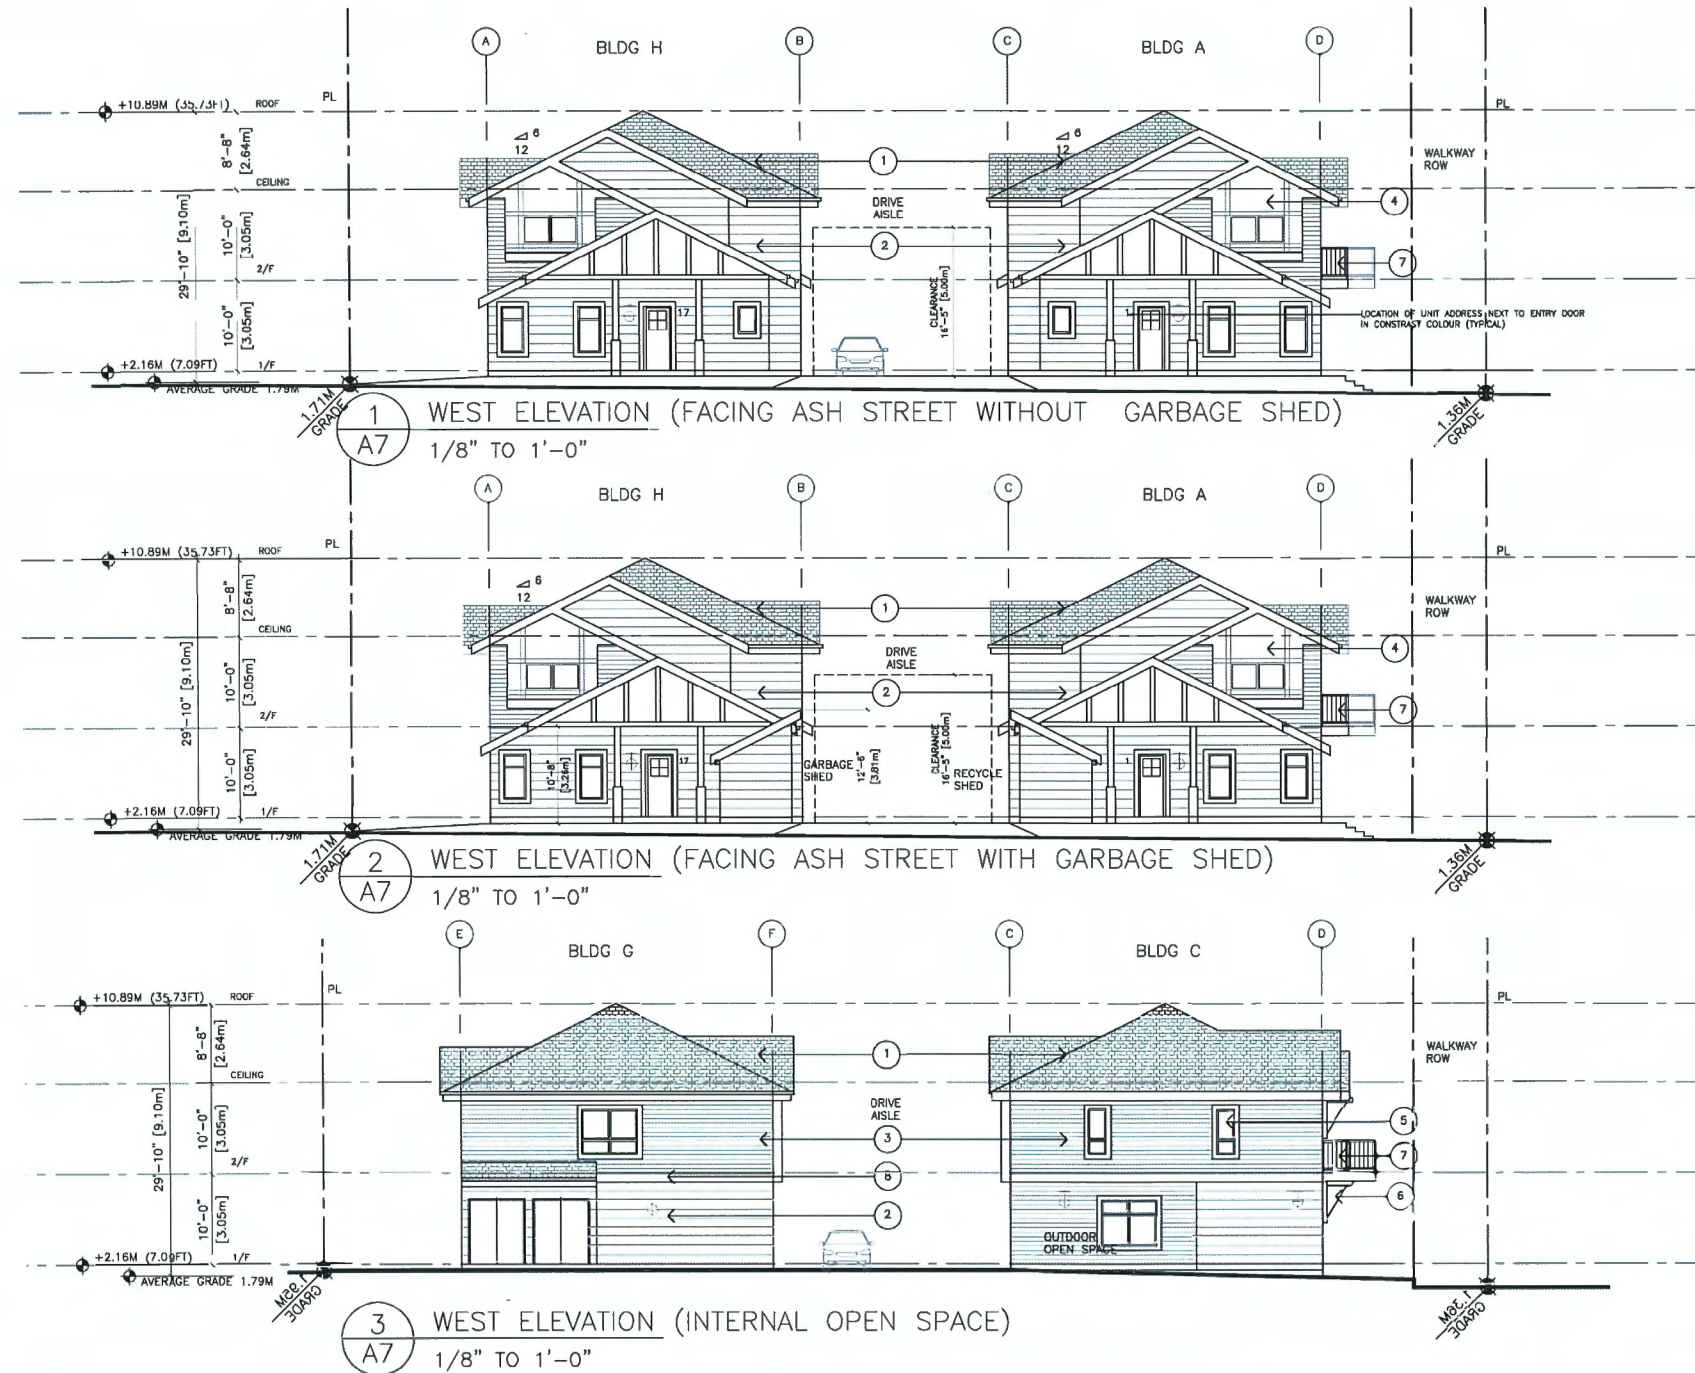 A
BLDG H
B
C
BLDG A
D
+10.89M (35.73FT)
ROOF
PL
PL
8'-8"
[2.64m]
6
12
6
12
1
WALKWAY
ROW
CEILING
DRIVE
AISLE
4
29'-10" [9.10m]
10'-0"
[3.05m]
2
7
2/F
CLEARANCE
16'-5" [5.00m]
10'-0"
[3.05m]
17
1
LOCATION OF UNIT ADDRESS NEXT TO ENTRY DOOR
IN CONSTRAST COLOUR (TYPICAL)
+2.16M (7.09FT)
1/F
AVERAGE GRADE 1.79M
1.71M
GRADE
1.36M
GRADE
1
A7
WEST ELEVATION (FACING ASH STREET WITHOUT GARBAGE SHED)
1/8" TO 1'-0"
A
BLDG H
B
C
BLDG A
D
+10.89M (35.73FT)
ROOF
PL
PL
8'-8"
[2.64m]
6
12
1
WALKWAY
ROW
CEILING
DRIVE
AISLE
4
29'-10" [9.10m]
10'-0"
[3.05m]
2
7
2/F
10'-0"
[3.05m]
10'-8"
[3.26m]
17
GARBAGE
SHED
12'-6"
[3.81m]
CLEARANCE
16'-5" [5.00m]
RECYCLE
SHED
1
+2.16M (7.09FT)
1/F
AVERAGE GRADE 1.79M
1.71M
GRADE
1.36M
GRADE
2
A7
WEST ELEVATION (FACING ASH STREET WITH GARBAGE SHED)
1/8" TO 1'-0"
E
BLDG G
F
C
BLDG C
D
+10.89M (35.73FT)
ROOF
PL
PL
8'-8"
[2.64m]
1
WALKWAY
ROW
CEILING
DRIVE
AISLE
5
29'-10" [9.10m]
10'-0"
[3.05m]
3
7
2/F
6
10'-0"
[3.05m]
2
OUTDOOR
OPEN SPACE
+2.16M (7.09FT)
1/F
AVERAGE GRADE 1.79M
1.95M
GRADE
1.36M
GRADE
3
A7
WEST ELEVATION (INTERNAL OPEN SPACE)
1/8" TO 1'-0"